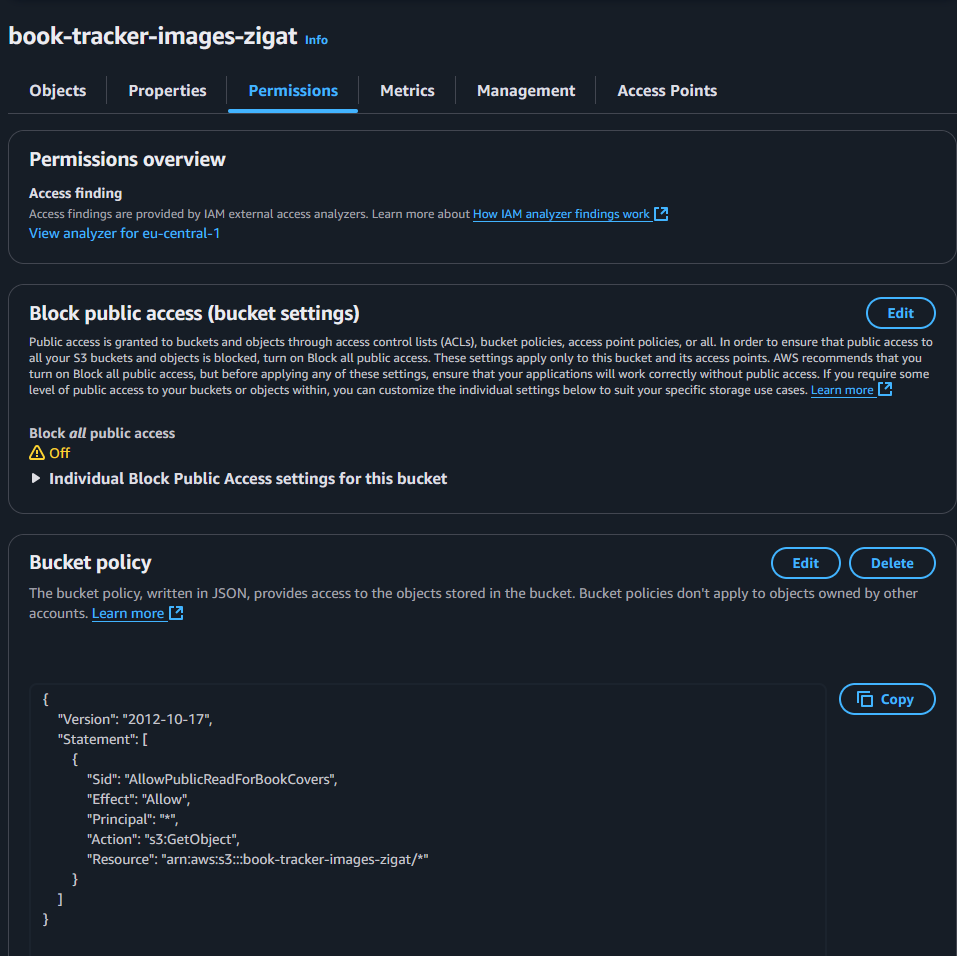 book-tracker-images-zigat Info
Objects
Properties
Permissions
Metrics
Management
Access Points
Permissions overview
Access finding
Access findings are provided by IAM external access analyzers. Learn more about How IAM analyzer findings work
View analyzer for eu-central-1
Block public access (bucket settings)
Edit
Public access is granted to buckets and objects through access control lists (ACLs), bucket policies, access point policies, or all. In order to ensure that public access to
all your S3 buckets and objects is blocked, turn on Block all public access. These settings apply only to this bucket and its access points. AWS recommends that you
turn on Block all public access, but before applying any of these settings, ensure that your applications will work correctly without public access. If you require some
level of public access to your buckets or objects within, you can customize the individual settings below to suit your specific storage use cases. Learn more
Block all public access
Off
Individual Block Public Access settings for this bucket
Bucket policy
Edit
Delete
The bucket policy, written in JSON, provides access to the objects stored in the bucket. Bucket policies don't apply to objects owned by other
accounts. Learn more
Copy
{
"Version": "2012-10-17",
"Statement": [
{
"Sid": "AllowPublicReadForBookCovers",
"Effect": "Allow",
"Principal": "*",
"Action": "s3:GetObject",
"Resource": "arn:aws:s3:::book-tracker-images-zigat/*"
}
]
}